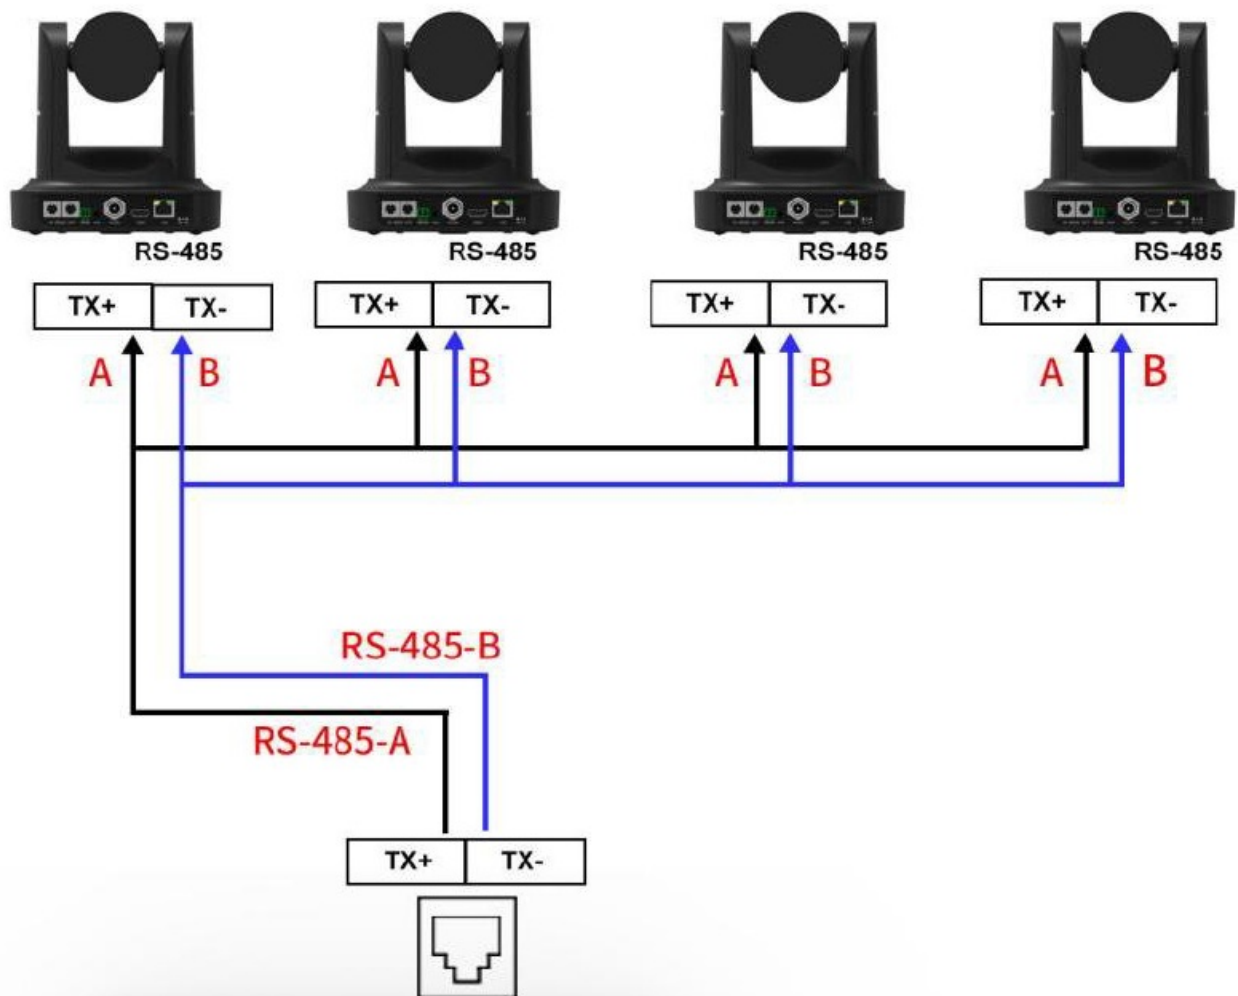 RS-485 RS-485 RS-485 RS-485
TX+ TX- TX+ TX- TX+ TX- TX+ TX-
A B A B A B A B
RS-485-B
RS-485-A
TX+ TX-